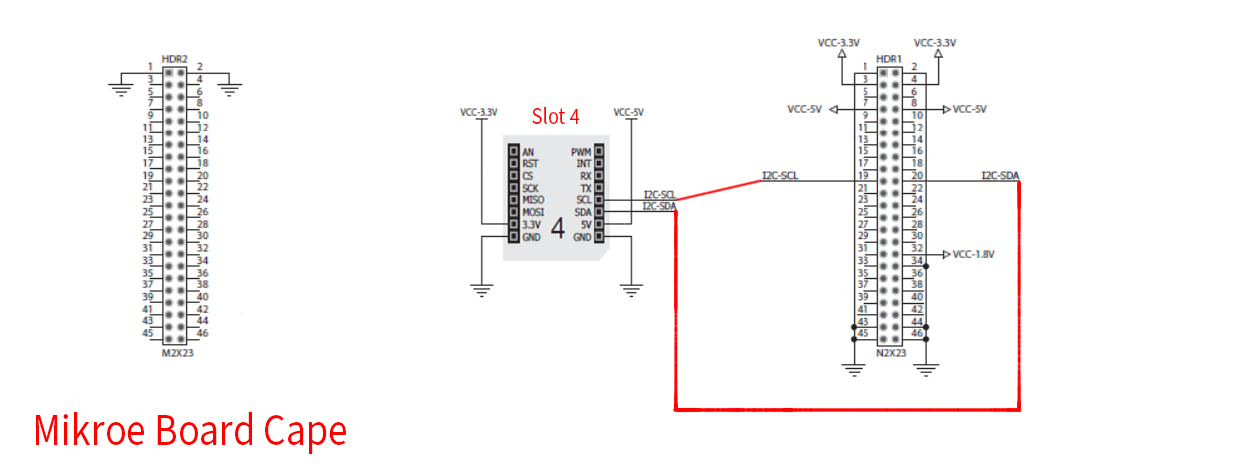 HDR2
1 2
3 4
5 6
7 8
9 10
11 12
13 14
15 16
17 18
19 20
21 22
23 24
25 26
27 28
29 30
31 32
33 34
35 36
37 38
39 40
41 42
43 44
45 46
M2X23
Slot 4
VCC-3.3V VCC-5V
AN PWM
RST INT
CS RX
SCK TX
MISO SCL I2C-SCL
MOSI SDA I2C-SDA
3.3V 5V
4
GND GND
VCC-3.3V VCC-3.3V
HDR1
1 2
3 4
5 6
VCC-5V 7 8 VCC-5V
9 10
11 12
13 14
15 16
17 18
I2C-SCL 19 20 I2C-SDA
21 22
23 24
25 26
27 28
29 30
31 32 VCC-1.8V
33 34
35 36
37 38
39 40
41 42
43 44
45 46
N2X23
Mikroe Board Cape